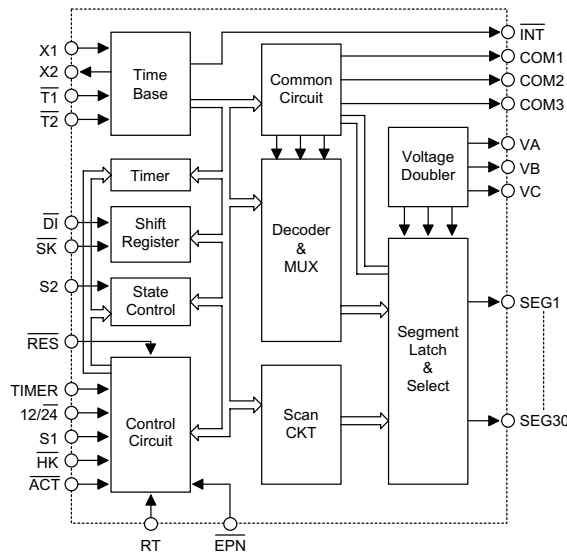 X1
X2
T1
T2
Time
Base
Common
Circuit
INT
COM1
COM2
COM3
Timer
Voltage
Doubler
VA
VB
VC
DI
SK
Shift
Register
Decoder
&
MUX
S2
State
Control
SEG1
RES
Segment
Latch
&
Select
TIMER
12/24
S1
HK
ACT
Control
Circuit
Scan
CKT
SEG30
RT
EPN